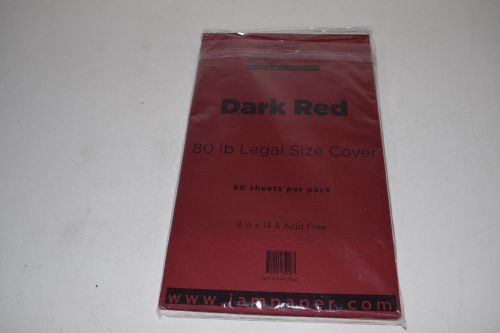 Dark Red
80 lb Legal Size Cover
50 sheets per pack
8 ½ x 14 & Acid Free
www.jampaper.com